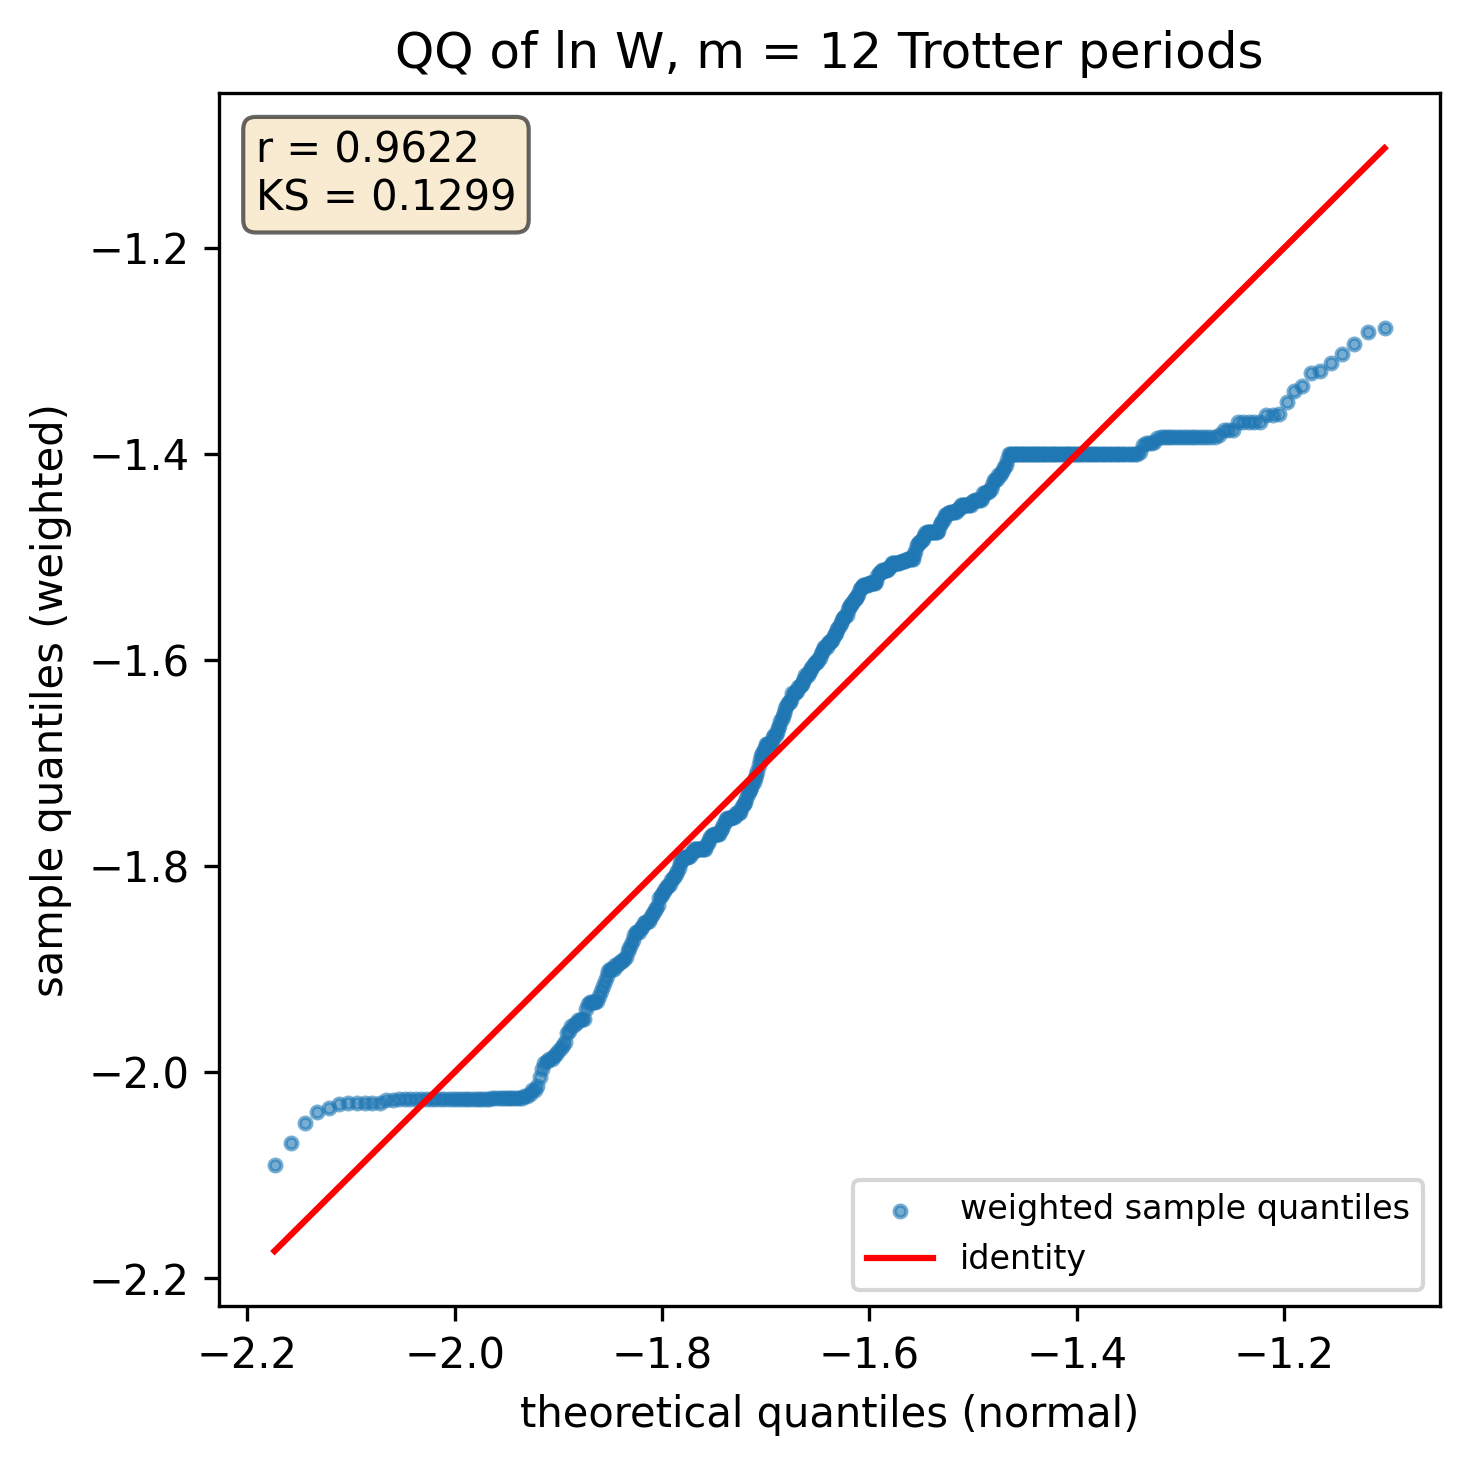 QQ of ln W, m = 12 Trotter periods
r = 0.9622
KS = 0.1299
−1.2
−1.4
−1.6
−1.8
−2.0
−2.2
sample quantiles (weighted)
weighted sample quantiles
identity
−2.2 −2.0 −1.8 −1.6 −1.4 −1.2
theoretical quantiles (normal)